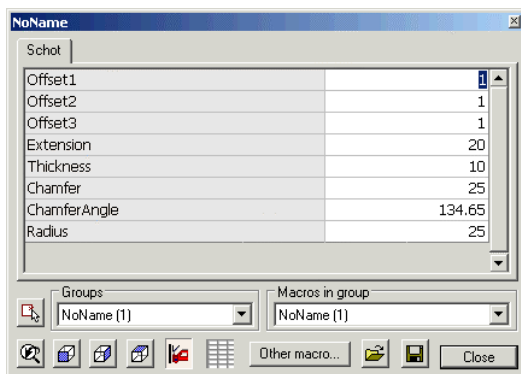 NoName
Schot
Offset1 1
Offset2 1
Offset3 1
Extension 20
Thickness 10
Chamfer 25
ChamferAngle 134.65
Radius 25
Groups Macros in group
NoName (1) NoName (1)
Other macro... Close